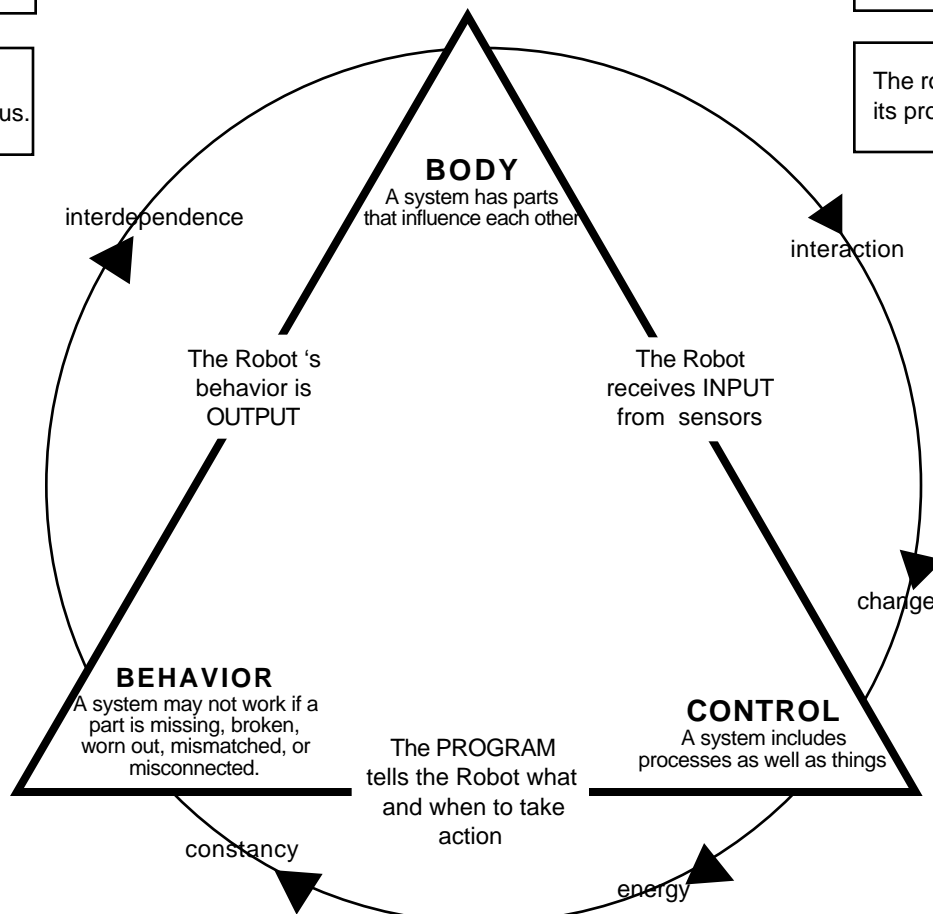 us.
The ro
its pro
BODY
A system has parts
that influence each other
interdependence
interaction
The Robot ‘s
behavior is
OUTPUT
The Robot
receives INPUT
from sensors
change
BEHAVIOR
A system may not work if a
part is missing, broken,
worn out, mismatched, or
misconnected.
CONTROL
A system includes
processes as well as things
The PROGRAM
tells the Robot what
and when to take
action
constancy
energy